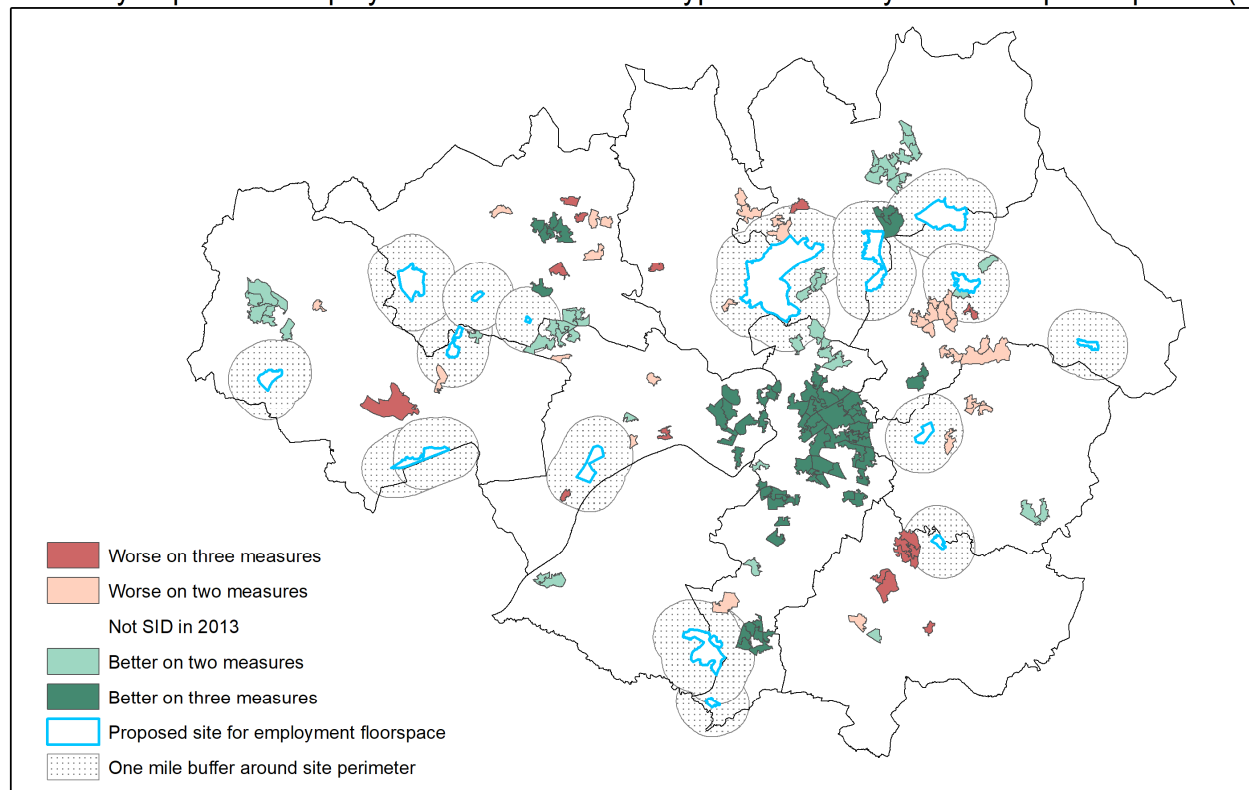 Worse on three measures
Worse on two measures
Not SID in 2013
Better on two measures
Better on three measures
Proposed site for employment floorspace
One mile buffer around site perimeter